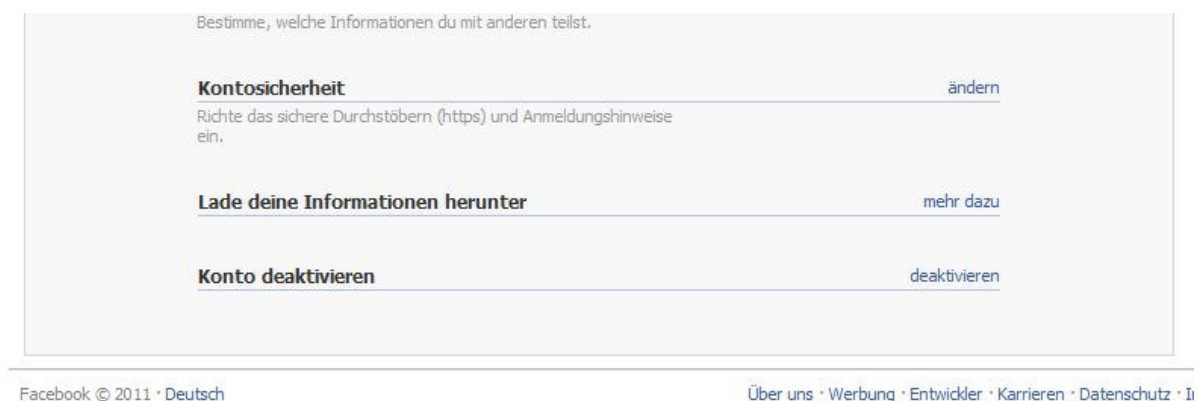 Bestimme, welche Informationen du mit anderen teilst.
Kontosicherheit ändern
Richte das sichere Durchstöbern (https) und Anmeldungshinweise
ein.
Lade deine Informationen herunter mehr dazu
Konto deaktivieren deaktivieren
Facebook © 2011 · Deutsch Über uns · Werbung · Entwickler · Karrieren · Datenschutz ·